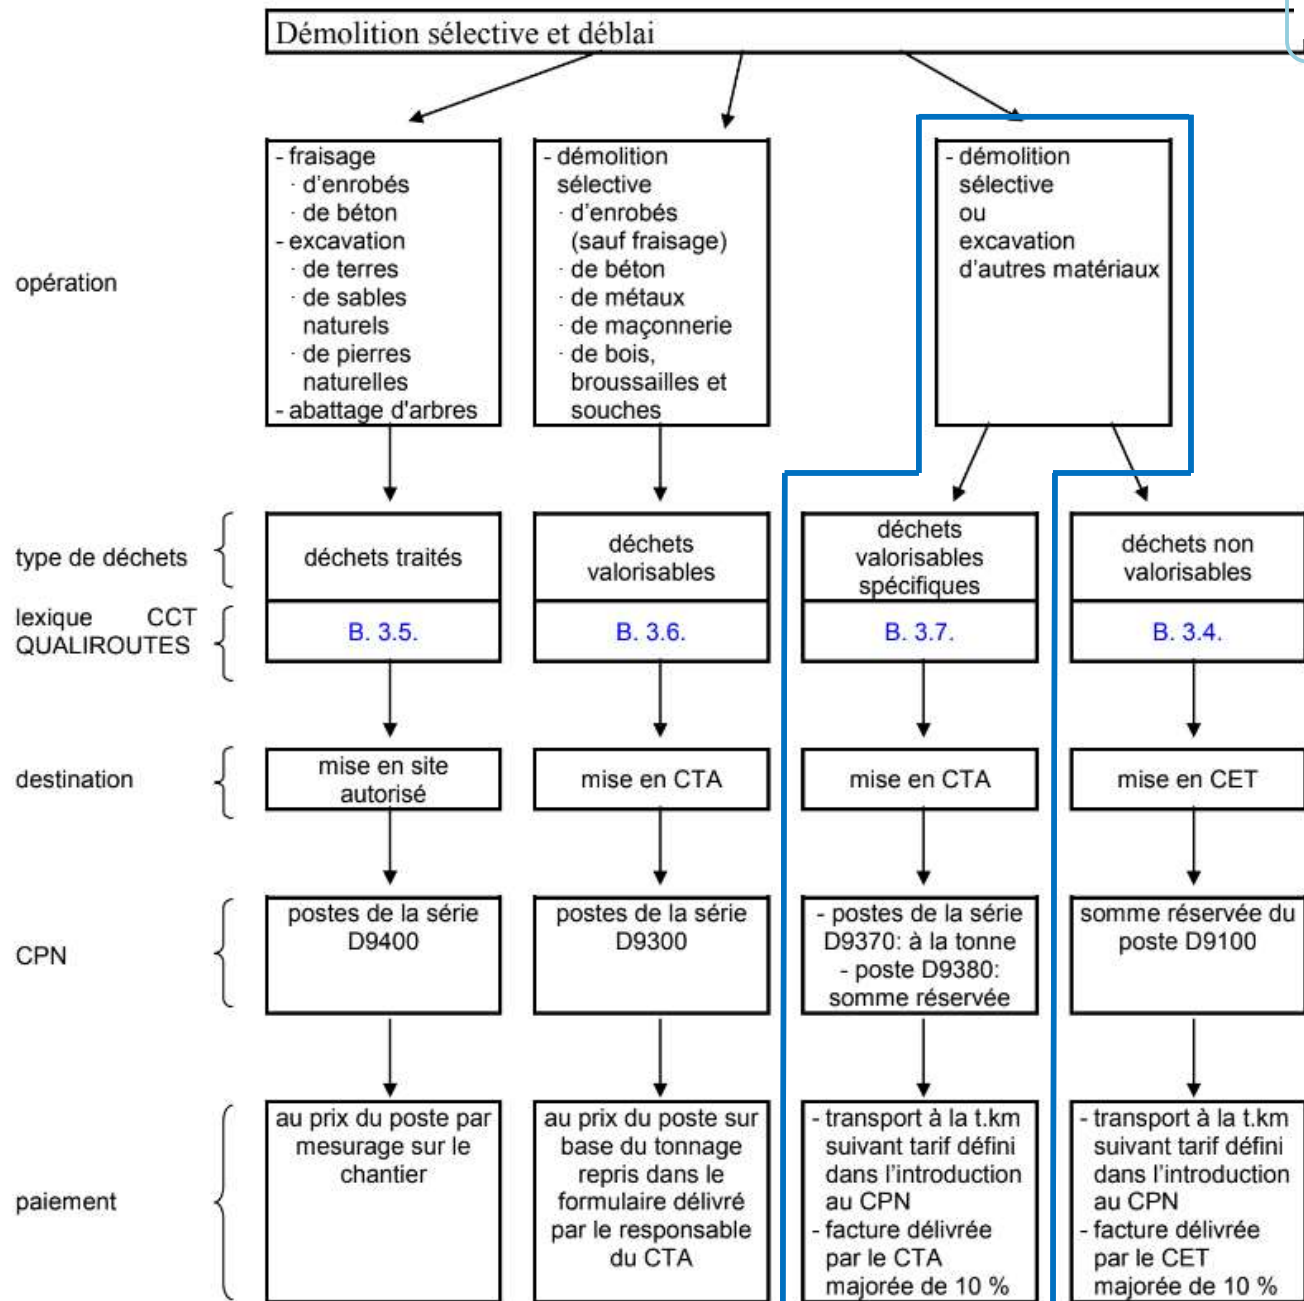 Démolition sélective et déblai
opération
- fraisage
· d'enrobés
· de béton
- excavation
· de terres
· de sables
naturels
· de pierres
naturelles
- abattage d'arbres
- démolition
sélective
· d'enrobés
(sauf fraisage)
· de béton
· de métaux
· de maçonnerie
· de bois,
broussailles et
souches
- démolition
sélective
ou
excavation
d'autres matériaux
type de déchets
déchets traités
déchets
valorisables
déchets
valorisables
spécifiques
déchets non
valorisables
lexique CCT
QUALIROUTES
B. 3.5.
B. 3.6.
B. 3.7.
B. 3.4.
destination
mise en site
autorisé
mise en CTA
mise en CTA
mise en CET
CPN
postes de la série
D9400
postes de la série
D9300
- postes de la série
D9370: à la tonne
- poste D9380:
somme réservée
somme réservée du
poste D9100
paiement
au prix du poste par
mesurage sur le
chantier
au prix du poste sur
base du tonnage
repris dans le
formulaire délivré
par le responsable
du CTA
- transport à la t.km
suivant tarif défini
dans l'introduction
au CPN
- facture délivrée
par le CTA
majorée de 10 %
- transport à la t.km
suivant tarif défini
dans l'introduction
au CPN
- facture délivrée
par le CET
majorée de 10 %